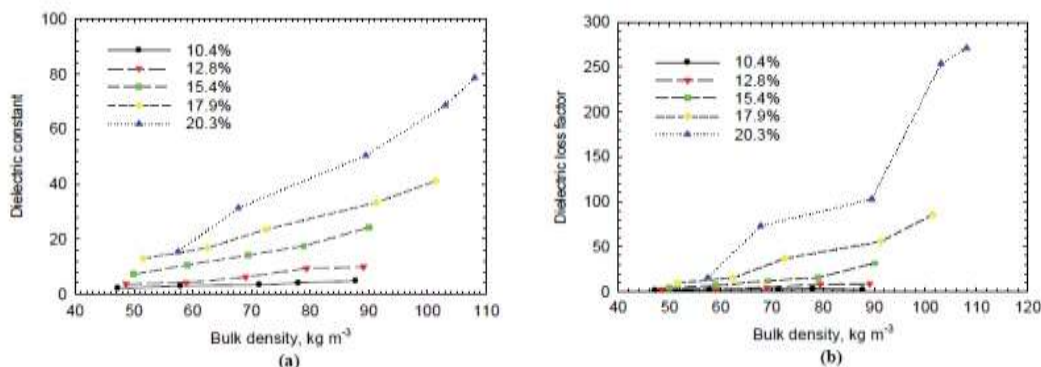 100
80
60
40
20
0
Dielectric constant
10.4%
12.8%
15.4%
17.9%
20.3%
40 50 60 70 80 90 100 110
Bulk density, kg m-3
(a)
300
250
200
150
100
50
0
Dielectric loss factor
10.4%
12.8%
15.4%
17.9%
20.3%
40 50 60 70 80 90 100 110 120
Bulk density, kg m-3
(b)